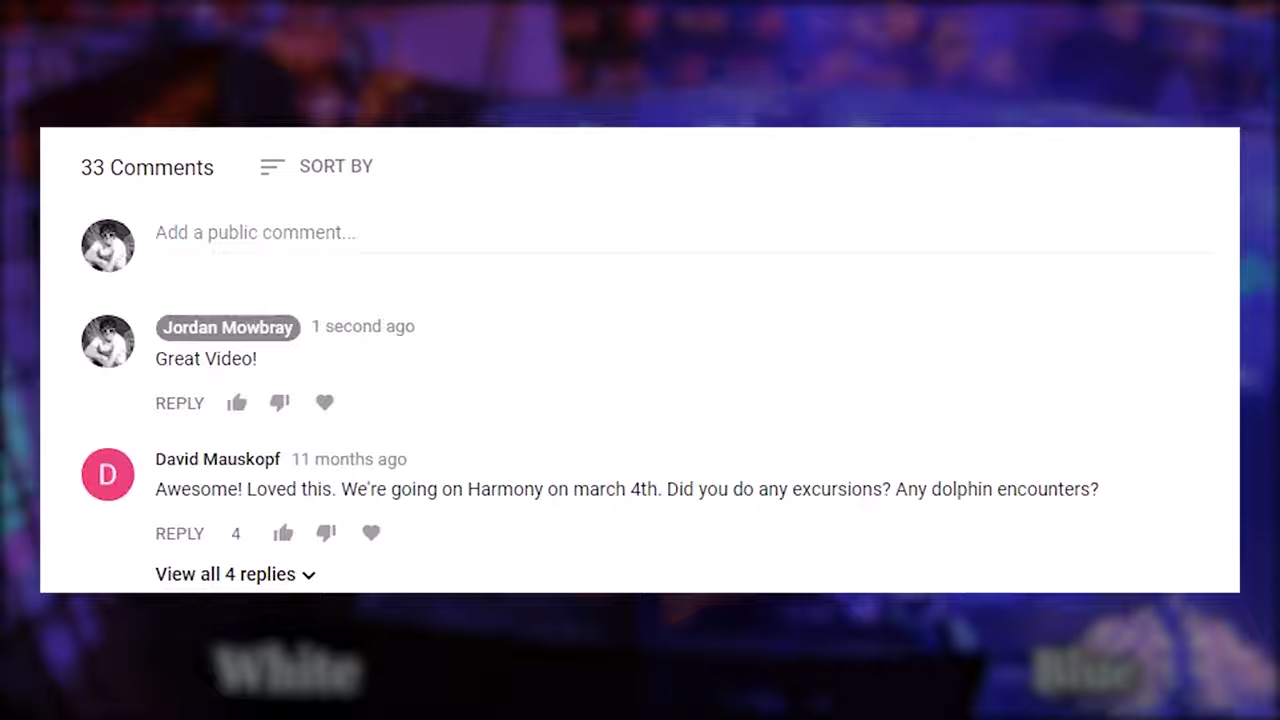 33 Comments SORT BY
Add a public comment...
Jordan Mowbray 1 second ago
Great Video!
REPLY
David Mauskopf 11 months ago
Awesome! Loved this. We're going on Harmony on march 4th. Did you do any excursions? Any dolphin encounters?
REPLY 4
View all 4 replies
White Blue
D